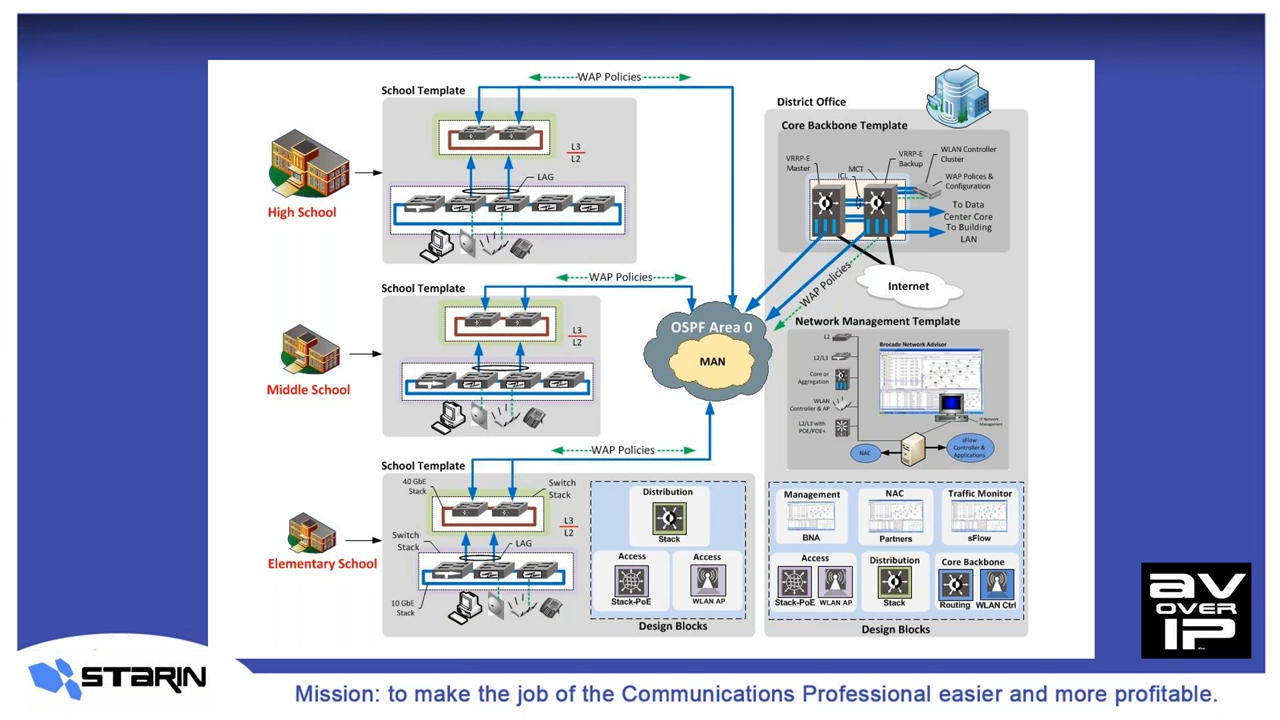 WAP Policies
School Template
L3
L2
LAG
High School
WAP Policies
School Template
L3
L2
Middle School
WAP Policies
School Template
40 GbE
Stack
Switch
Stack
L3
L2
Switch
Stack
LAG
Elementary School
10 GbE
Stack
Distribution
Stack
Access
Stack-PoE
Access
WLAN AP
Design Blocks
OSPF Area 0
MAN
District Office
Core Backbone Template
VRRP-E
Master
ICL
MCT
VRRP-E
Backup
WLAN Controller
Cluster
WAP Polices &
Configuration
To Data
Center Core
To Building
LAN
WAP Policies
Internet
Network Management Template
L2
L2/L3
Core or
Aggregation
WLAN
Controller & AP
L2/L3 with
POE/POE+
Brocade Network Advisor
IT Network
Management
NAC
sFlow
Controller &
Applications
Management
BNA
NAC
Partners
Traffic Monitor
sFlow
Access
Stack-PoE
WLAN AP
Distribution
Stack
Core Backbone
Routing
WLAN Ctrl
Design Blocks
AV
OVER
IP
STARIN
Mission: to make the job of the Communications Professional easier and more profitable.